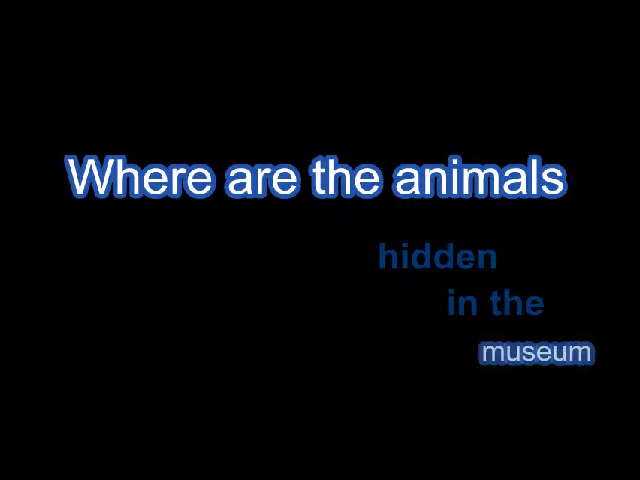 Where are the animals
hidden
in the
museum